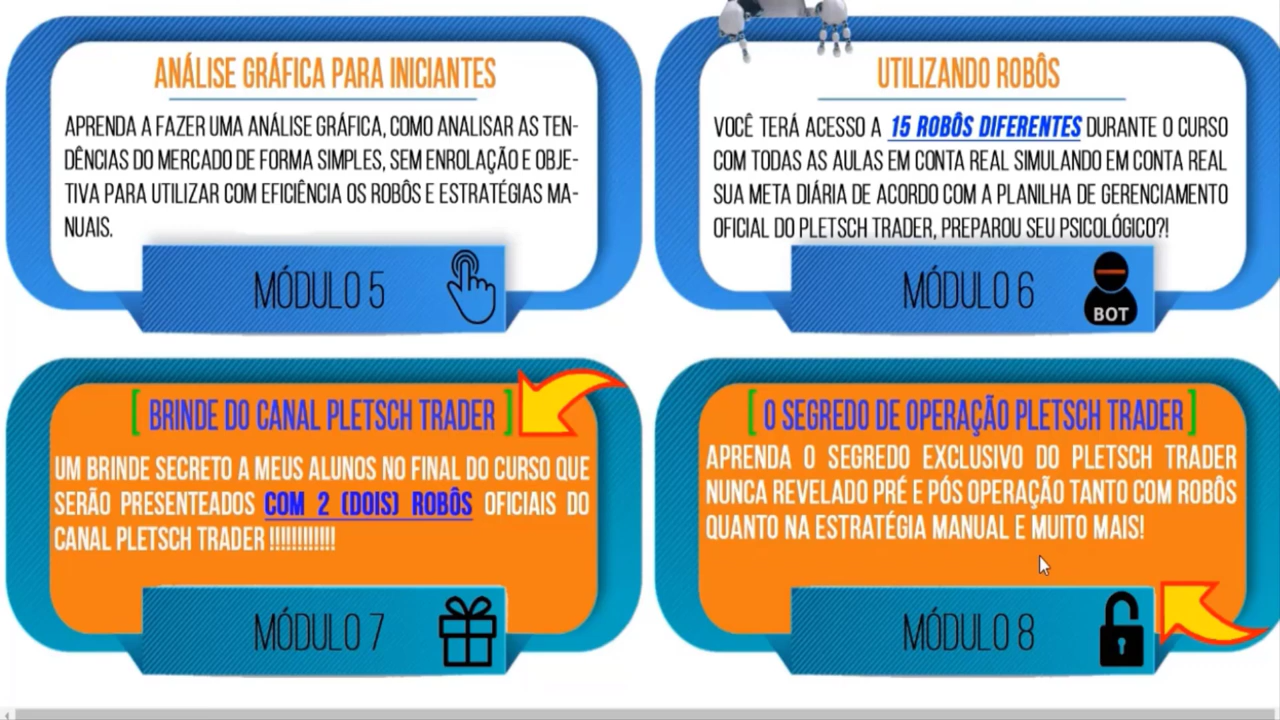 ANÁLISE GRÁFICA PARA INICIANTES
APRENDA A FAZER UMA ANÁLISE GRÁFICA, COMO ANALISAR AS TEN-
DÊNCIAS DO MERCADO DE FORMA SIMPLES, SEM ENROLAÇÃO E OBJE-
TIVA PARA UTILIZAR COM EFICIÊNCIA OS ROBÔS E ESTRATÉGIAS MA-
NUAIS.
MÓDULO 5
UTILIZANDO ROBÔS
VOCÊ TERÁ ACESSO A 15 ROBÔS DIFERENTES DURANTE O CURSO
COM TODAS AS AULAS EM CONTA REAL SIMULANDO EM CONTA REAL
SUA META DIÁRIA DE ACORDO COM A PLANILHA DE GERENCIAMENTO
OFICIAL DO PLETSCH TRADER, PREPAROU SEU PSICOLÓGICO?!
MÓDULO 6
BOT
[ BRINDE DO CANAL PLETSCH TRADER ]
UM BRINDE SECRETO A MEUS ALUNOS NO FINAL DO CURSO QUE
SERÃO PRESENTEADOS COM 2 (DOIS) ROBÔS OFICIAIS DO
CANAL PLETSCH TRADER !!!!!!!!!!!!
MÓDULO 7
[ O SEGREDO DE OPERAÇÃO PLETSCH TRADER ]
APRENDA O SEGREDO EXCLUSIVO DO PLETSCH TRADER
NUNCA REVELADO PRÉ E PÓS OPERAÇÃO TANTO COM ROBÔS
QUANTO NA ESTRATÉGIA MANUAL E MUITO MAIS!
MÓDULO 8